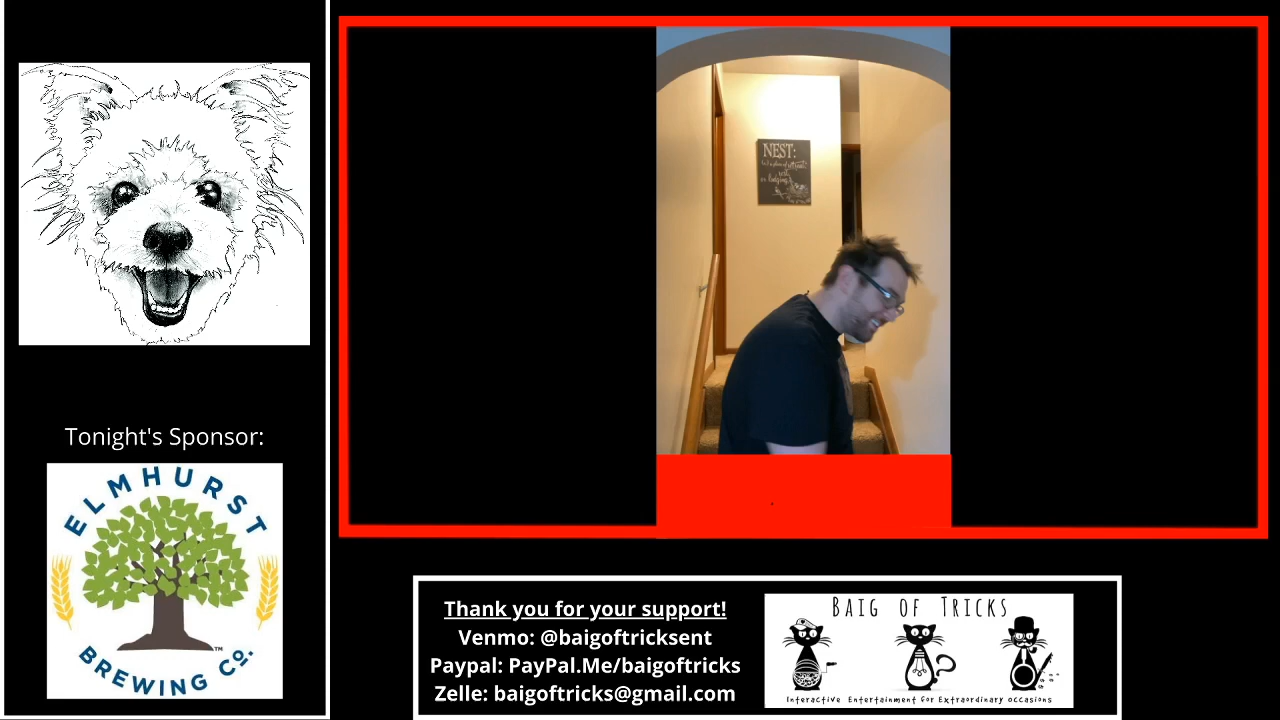 NEST:
Tonight's Sponsor:
ELMHURST
BREWING CO.
TM
Thank you for your support!
Venmo: @baigoftricksent
Paypal: PayPal.Me/baigoftricks
Zelle: baigoftricks@gmail.com
BAIG OF TRICKS
Interactive Entertainment for Extraordinary occasions